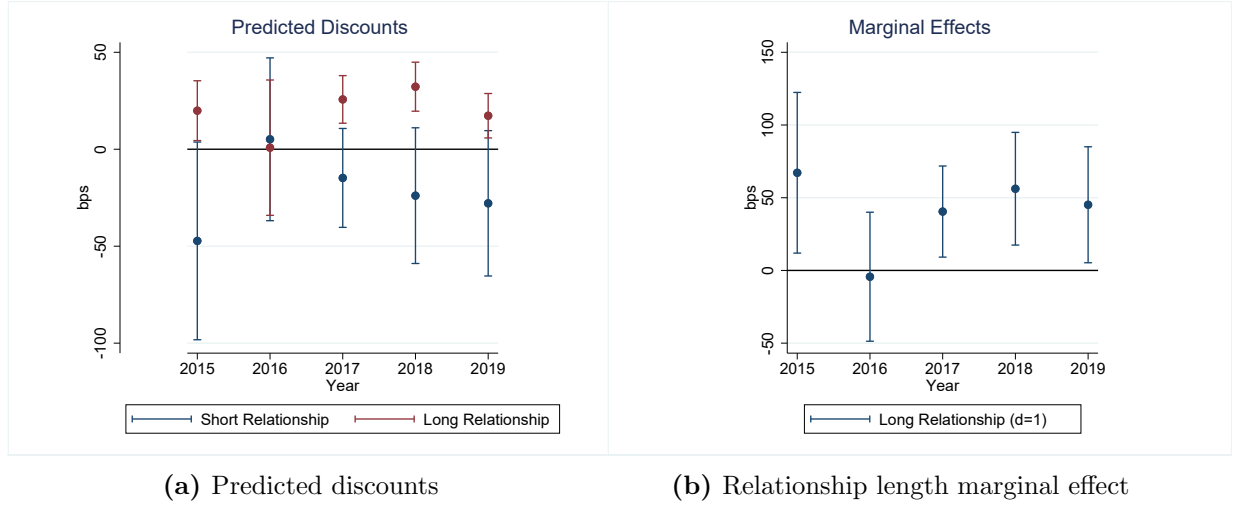 Predicted Discounts
50
0
-50
-100
bps
2015 2016 2017 2018 2019
Year
Short Relationship Long Relationship
Marginal Effects
150
100
50
0
-50
bps
2015 2016 2017 2018 2019
Year
Long Relationship (d=1)
(a) Predicted discounts
(b) Relationship length marginal effect